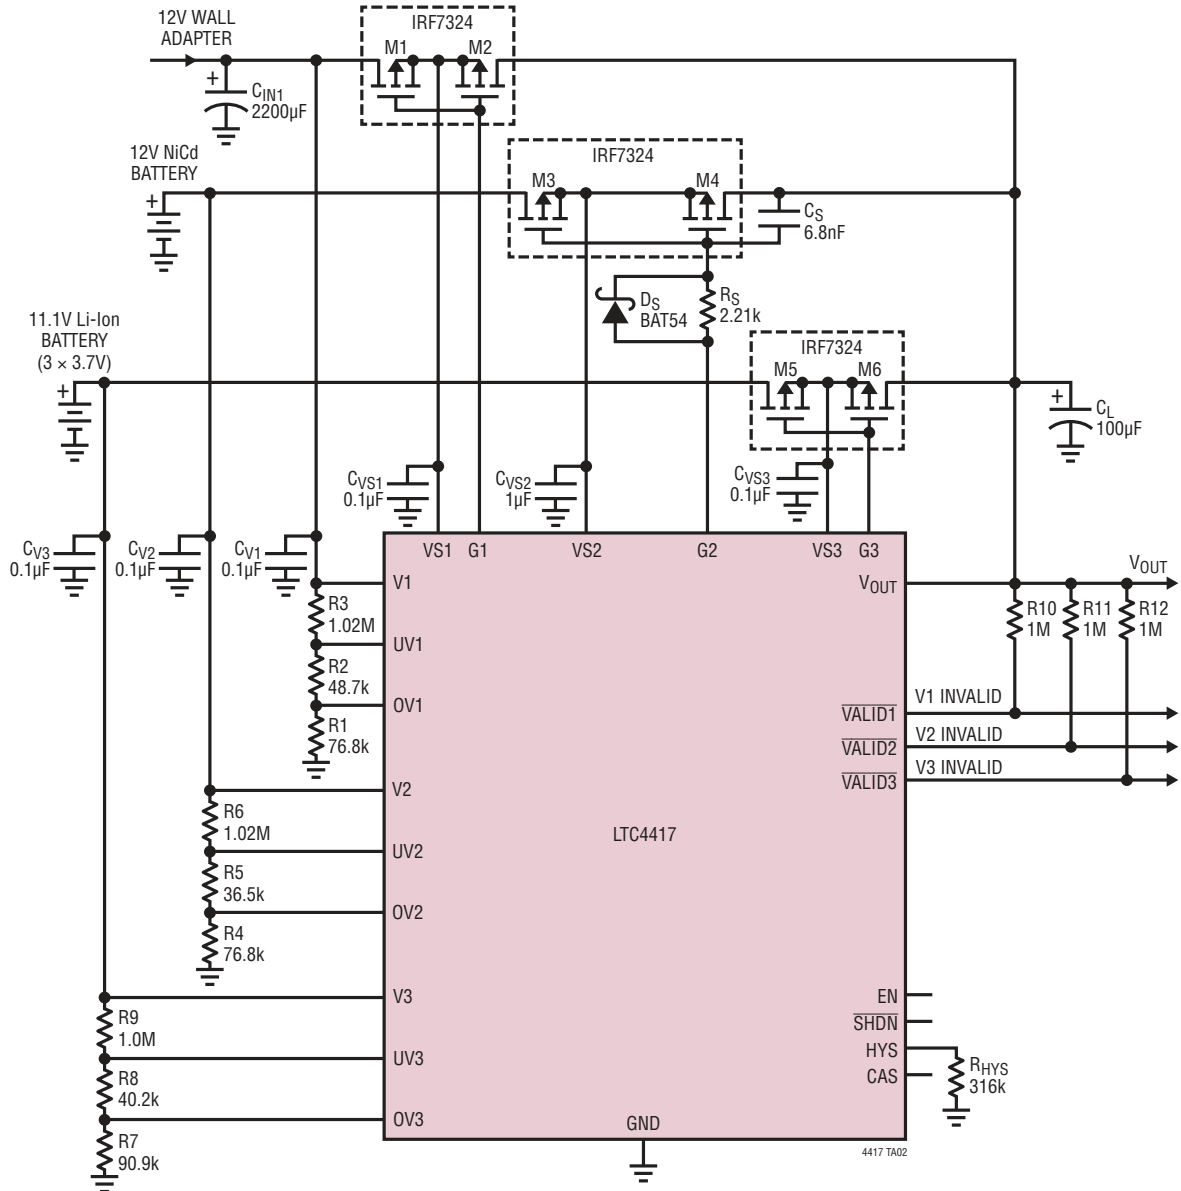 12V WALL
ADAPTER
IRF7324
M1
M2
+
CIN1
2200µF
12V NiCd
BATTERY
IRF7324
M3
M4
+
CS
6.8nF
DS
BAT54
RS
2.21k
11.1V Li-Ion
BATTERY
(3 × 3.7V)
IRF7324
M5
M6
+
+
CL
100µF
CVS1
0.1µF
CVS2
1µF
CVS3
0.1µF
CV3
0.1µF
CV2
0.1µF
CV1
0.1µF
VS1
G1
VS2
G2
VS3
G3
V1
VOUT
VOUT
R3
1.02M
R10
1M
R11
1M
R12
1M
UV1
R2
48.7k
OV1
R1
76.8k
VALID1
V1 INVALID
VALID2
V2 INVALID
VALID3
V3 INVALID
V2
R6
1.02M
LTC4417
UV2
R5
36.5k
OV2
R4
76.8k
V3
EN
R9
1.0M
SHDN
UV3
HYS
RHYS
316k
R8
40.2k
CAS
OV3
GND
R7
90.9k
4417 TA02